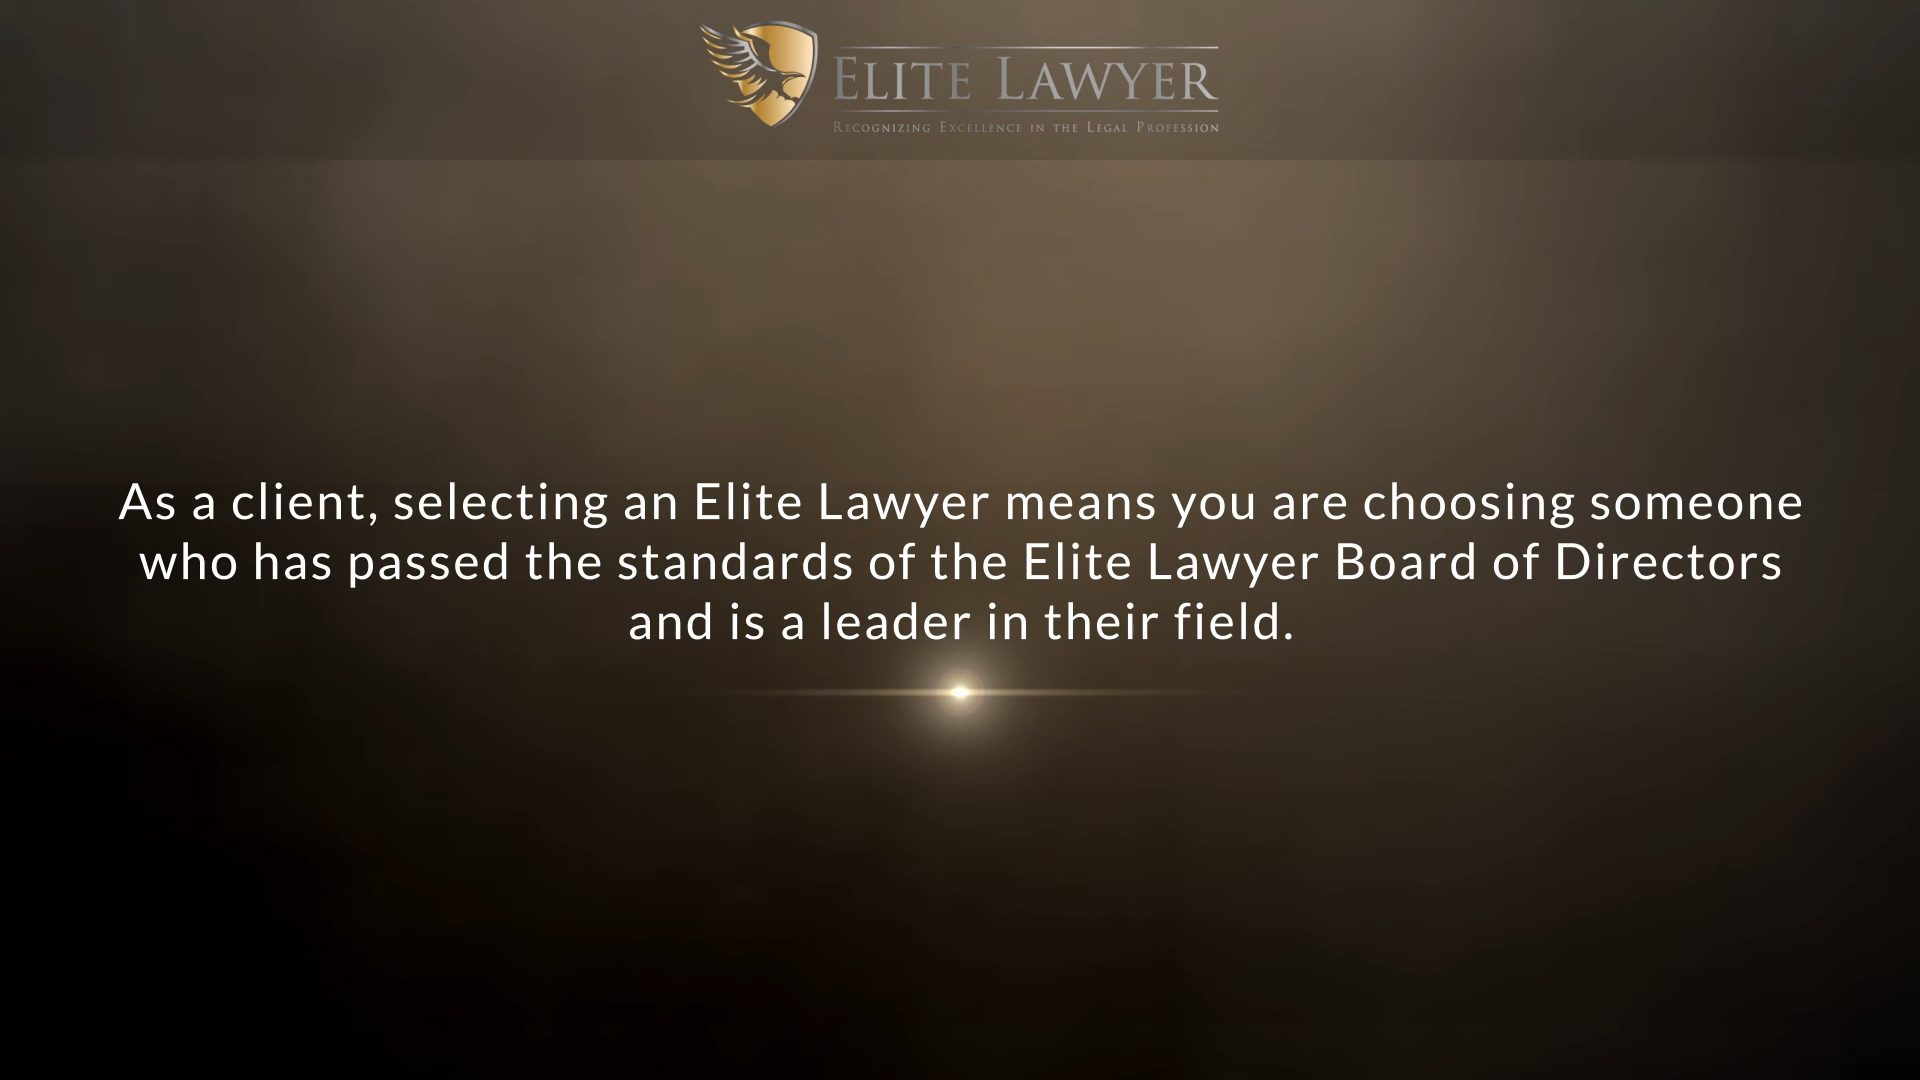 Elite Lawyer
Recognizing Excellence in the Legal Profession
As a client, selecting an Elite Lawyer means you are choosing someone
who has passed the standards of the Elite Lawyer Board of Directors
and is a leader in their field.